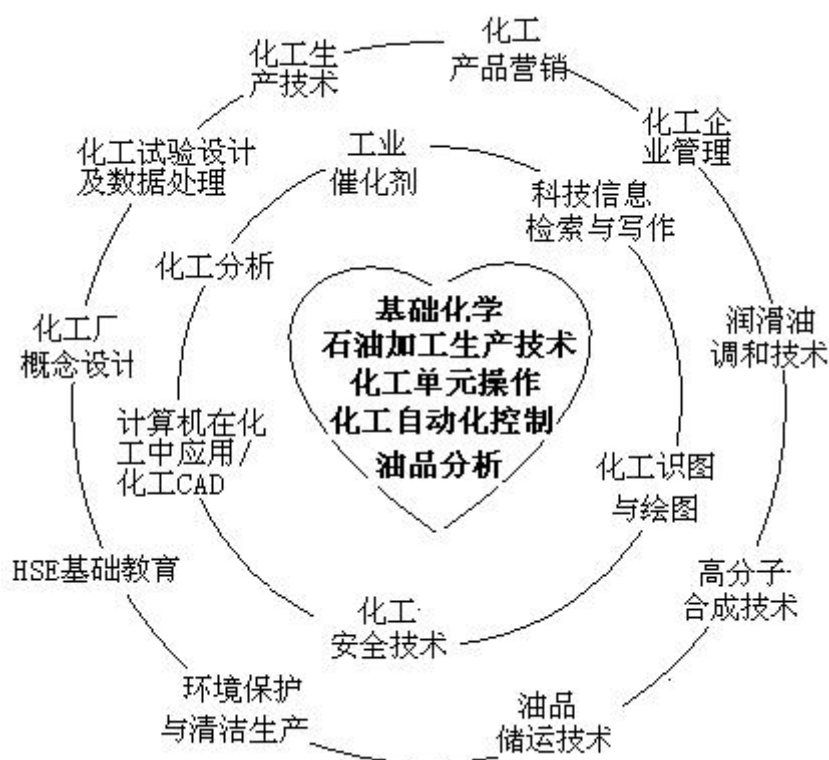 化工
产品营销
化工生
产技术
化工企
业管理
化工试验设计
及数据处理
工业
催化剂
科技信息
检索与写作
化工分析
基础化学
石油加工生产技术
化工单元操作
化工自动化控制
油品分析
化工厂
概念设计
润滑油
调和技术
计算机在化
工中应用/
化工CAD
化工识图
与绘图
HSE基础教育
高分子
合成技术
化工
安全技术
环境保护
与清洁生产
油品
储运技术